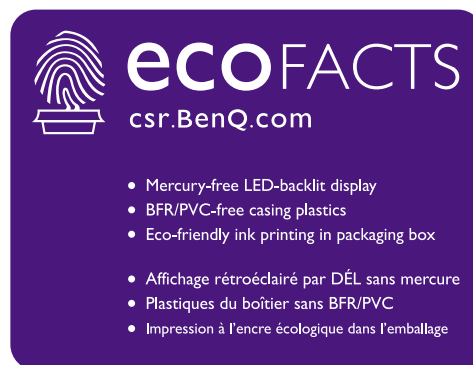 ecoFACTS
csr.BenQ.com
• Mercury-free LED-backlit display
• BFR/PVC-free casing plastics
• Eco-friendly ink printing in packaging box
• Affichage rétroéclairé par DÉL sans mercure
• Plastiques du boîtier sans BFR/PVC
• Impression à l'encre écologique dans l'emballage